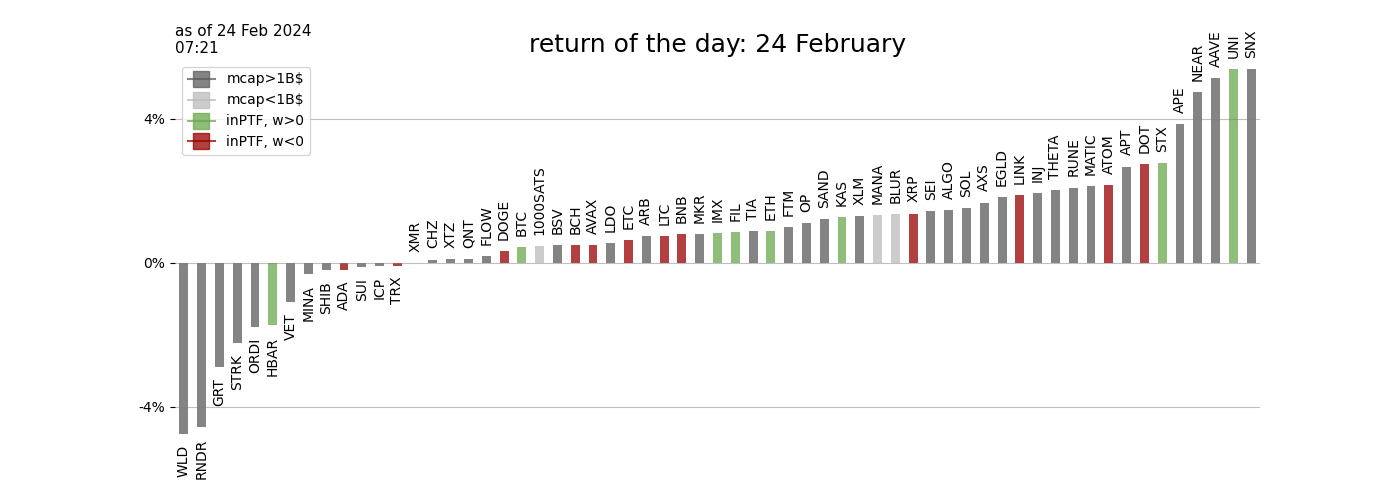 as of 24 Feb 2024
07:21
return of the day: 24 February
mcap>1B$
mcap<1B$
inPTF, w>0
inPTF, w<0
4%
0%
-4%
WLD
RNDR
GRT
STRK
ORDI
HBAR
VET
MINA
SHIB
ADA
SUI
ICP
TRX
XMR
CHZ
XTZ
QNT
FLOW
DOGE
BTC
1000SATS
BSV
BCH
AVAX
LDO
ETC
ARB
LTC
BNB
MKR
IMX
FIL
TIA
ETH
FTM
OP
SAND
KAS
XLM
MANA
BLUR
XRP
SEI
ALGO
SOL
AXS
EGLD
LINK
INJ
THETA
RUNE
MATIC
ATOM
APT
DOT
STX
APE
NEAR
AAVE
UNI
SNX